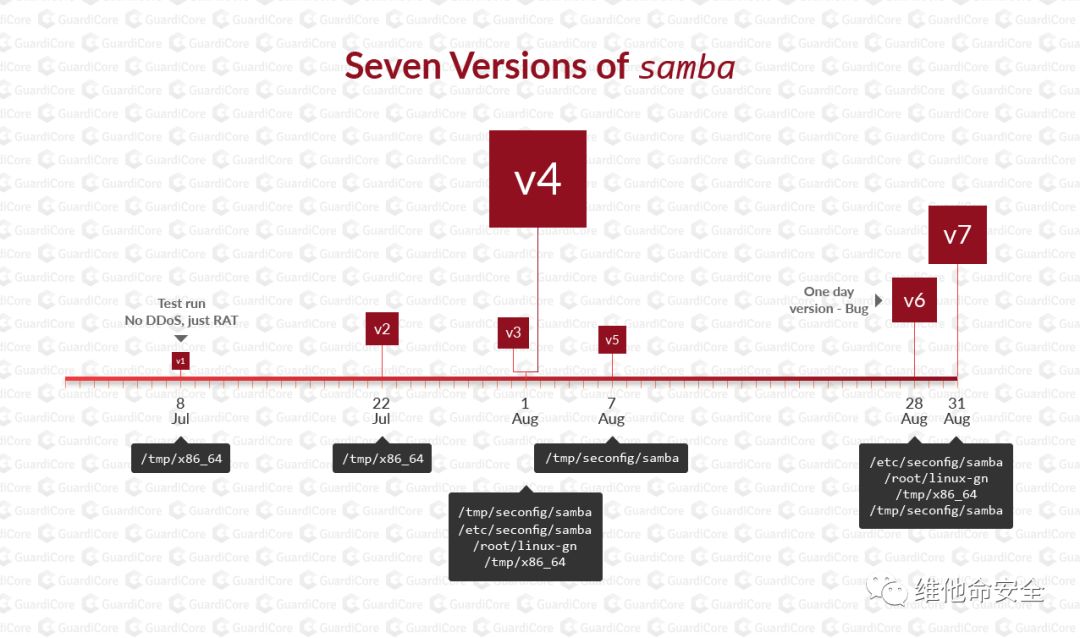 Seven Versions of samba
v4
v7
One day
version - Bug
v6
Test run
No DDoS, just RAT
v2
v3
v5
v1
8
Jul
22
Jul
1
Aug
7
Aug
28
Aug
31
Aug
/tmp/x86_64
/tmp/x86_64
/tmp/seconfig/samba
/etc/seconfig/samba
/root/linux-gn
/tmp/x86_64
/tmp/seconfig/samba
/tmp/seconfig/samba
/etc/seconfig/samba
/root/linux-gn
/tmp/x86_64
维他命安全
GuardiCore